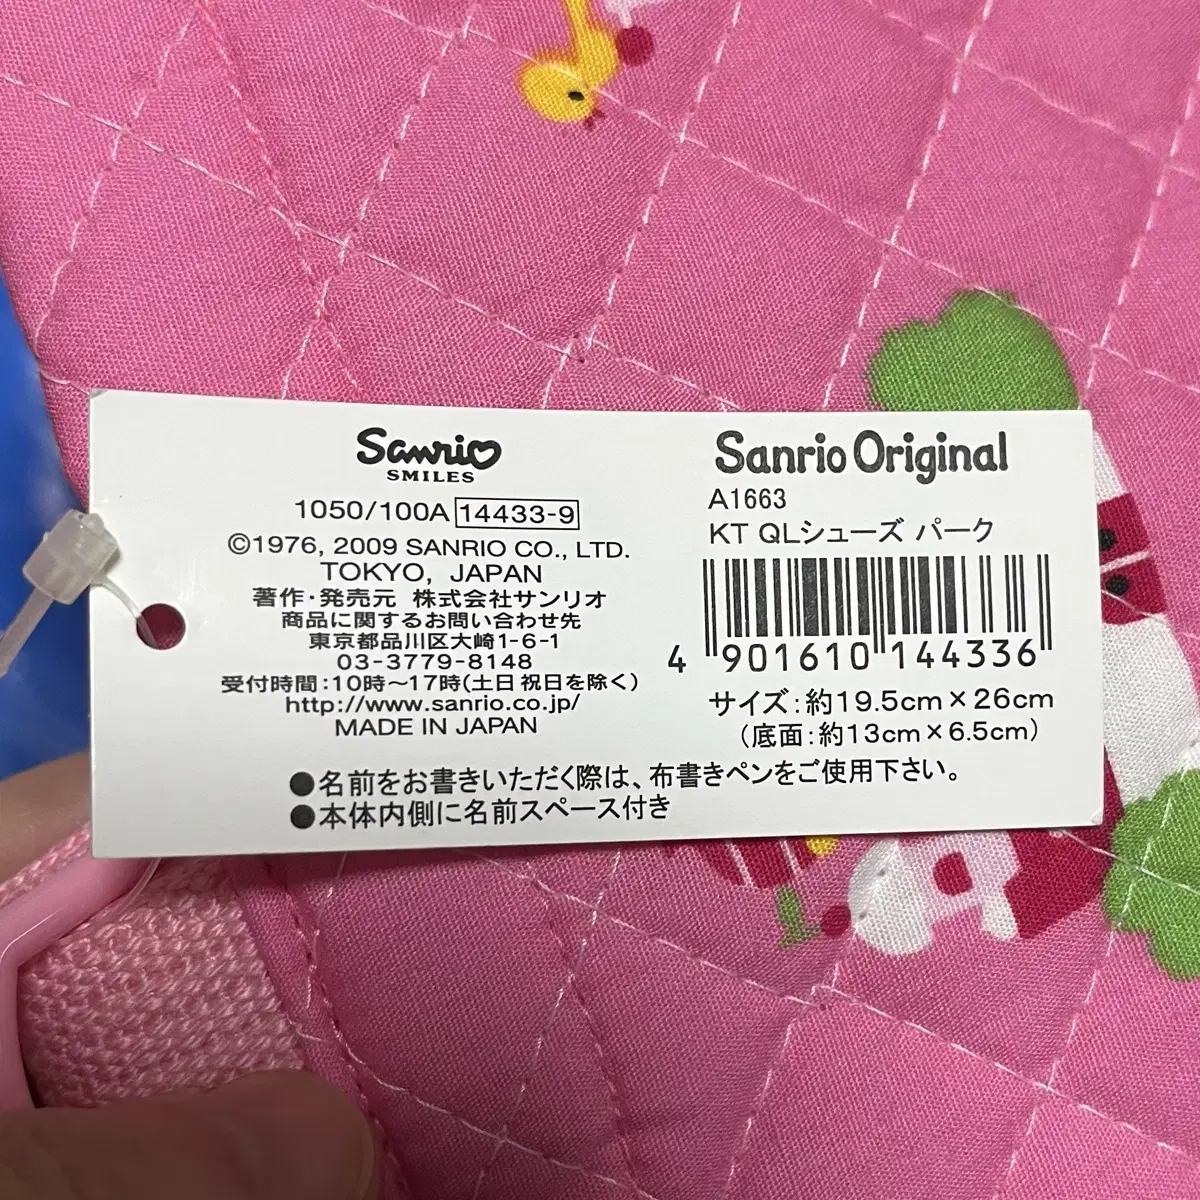 Sanrio
SMILES
1050/100A 14433-9
©1976, 2009 SANRIO CO., LTD.
TOKYO, JAPAN
著作・発売元 株式会社サンリオ
商品に関するお問い合わせ先
東京都品川区大崎1-6-1
03-3779-8148
受付時間:10時〜17時(土日祝日を除く)
http://www.sanrio.co.jp/
MADE IN JAPAN
Sanrio Original
A1663
KT QLシューズ パーク
4 901610 144336
サイズ:約19.5cm×26cm
(底面:約13cm×6.5cm)
●名前をお書きいただく際は、布書きペンをご使用下さい。
●本体内側に名前スペース付き